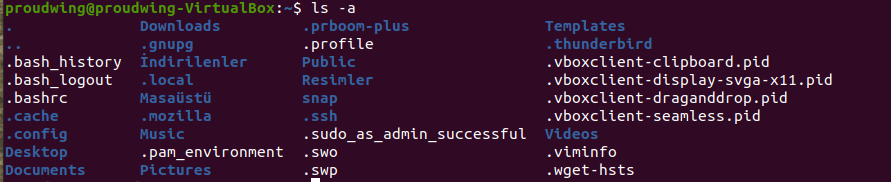 proudwing@proudwing-VirtualBox:~$ ls -a
. Downloads .prboom-plus Templates
.. .gnupg .profile .thunderbird
.bash_history İndirilenler Public .vboxclient-clipboard.pid
.bash_logout .local Resimler .vboxclient-display-svga-x11.pid
.bashrc Masaüstü snap .vboxclient-draganddrop.pid
.cache .mozilla .ssh .vboxclient-seamless.pid
.config Music .sudo_as_admin_successful Videos
Desktop .pam_environment .swo .viminfo
Documents Pictures .swp .wget-hsts